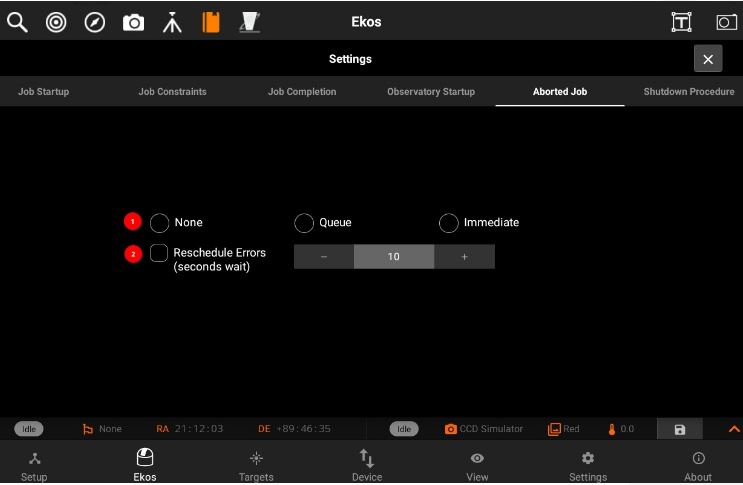 Ekos
Settings
Job Startup Job Constraints Job Completion Observatory Startup Aborted Job Shutdown Procedure
1 None Queue Immediate
2 Reschedule Errors
(seconds wait) − 10 +
Idle None RA 21:12:03 DE +89:46:35 Idle CCD Simulator Red 0.0
Setup Ekos Targets Device View Settings About